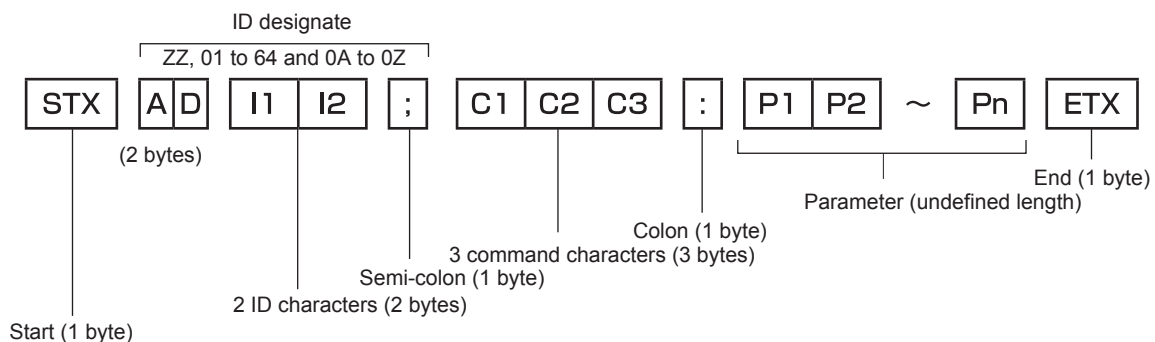 ID designate
ZZ, 01 to 64 and 0A to 0Z
STX A D I1 I2 ; C1 C2 C3 : P1 P2 ~ Pn ETX
(2 bytes)
End (1 byte)
Parameter (undefined length)
Colon (1 byte)
3 command characters (3 bytes)
Semi-colon (1 byte)
2 ID characters (2 bytes)
Start (1 byte)